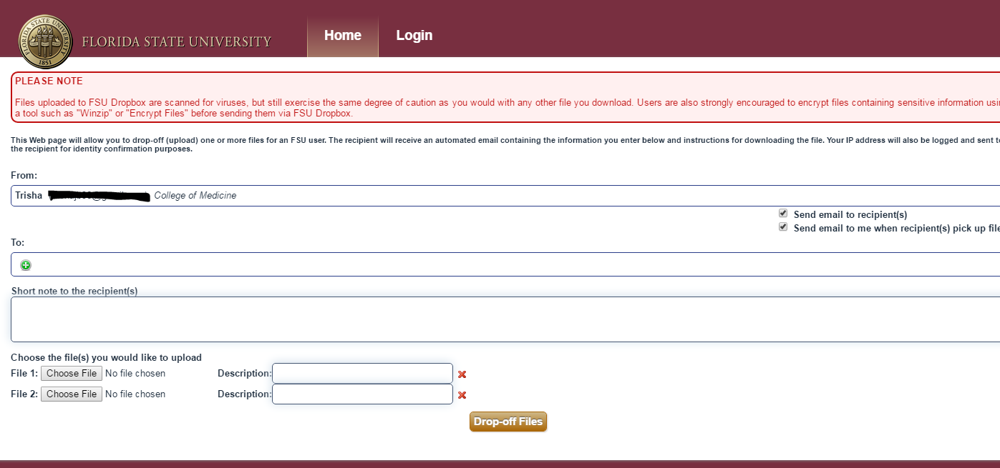 FLORIDA STATE UNIVERSITY
1851
FLORIDA STATE UNIVERSITY
Home
Login
PLEASE NOTE
Files uploaded to FSU Dropbox are scanned for viruses, but still exercise the same degree of caution as you would with any other file you download. Users are also strongly encouraged to encrypt files containing sensitive information
a tool such as "Winzip" or "Encrypt Files" before sending them via FSU Dropbox.
This Web page will allow you to drop-off (upload) one or more files for an FSU user. The recipient will receive an automated email containing the information you enter below and instructions for downloading the file. Your IP address will also be logged and sent
the recipient for identity confirmation purposes.
From:
Trisha College of Medicine
Send email to recipient(s)
Send email to me when recipient(s) pick up
To:
Short note to the recipient(s)
Choose the file(s) you would like to upload
File 1: Choose File No file chosen Description:
File 2: Choose File No file chosen Description:
Drop-off Files